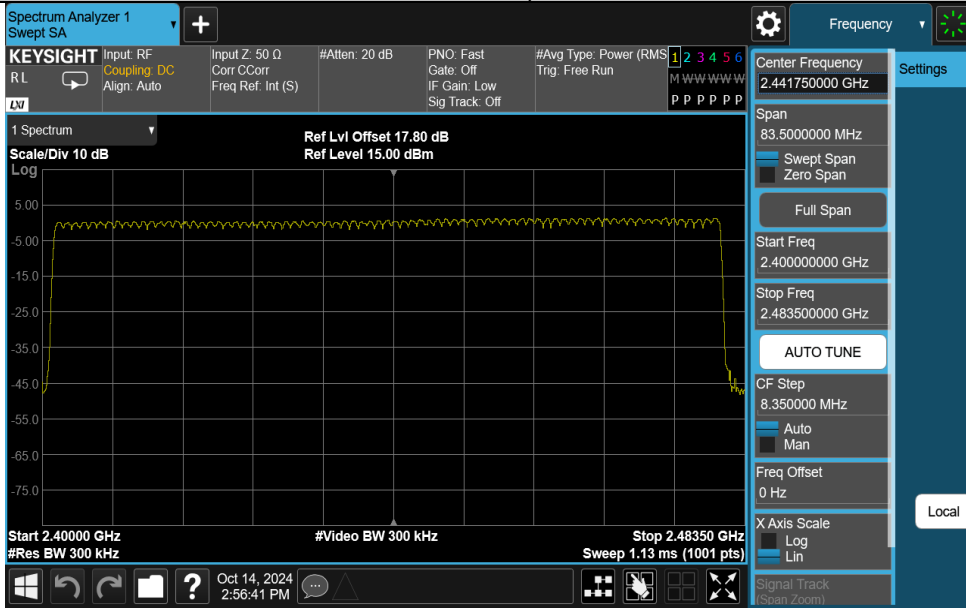 Spectrum Analyzer 1
Swept SA
+
Frequency
KEYSIGHT
RL
LXI
Input: RF
Coupling: DC
Align: Auto
Input Z: 50 Ω
Corr CCorr
Freq Ref: Int (S)
#Atten: 20 dB
PNO: Fast
Gate: Off
IF Gain: Low
Sig Track: Off
#Avg Type: Power (RMS
Trig: Free Run
1 2 3 4 5 6
M W W W W W
P P P P P P
1 Spectrum
Scale/Div 10 dB
Ref Lvl Offset 17.80 dB
Ref Level 15.00 dBm
Log
5.00
-5.00
-15.0
-25.0
-35.0
-45.0
-55.0
-65.0
-75.0
Start 2.40000 GHz
#Res BW 300 kHz
#Video BW 300 kHz
Stop 2.48350 GHz
Sweep 1.13 ms (1001 pts)
Oct 14, 2024
2:56:41 PM
?
Center Frequency
2.441750000 GHz
Span
83.5000000 MHz
Swept Span
Zero Span
Full Span
Start Freq
2.400000000 GHz
Stop Freq
2.483500000 GHz
AUTO TUNE
CF Step
8.350000 MHz
Auto
Man
Freq Offset
0 Hz
X Axis Scale
Log
Lin
Signal Track
(Span Zoom)
Settings
Local